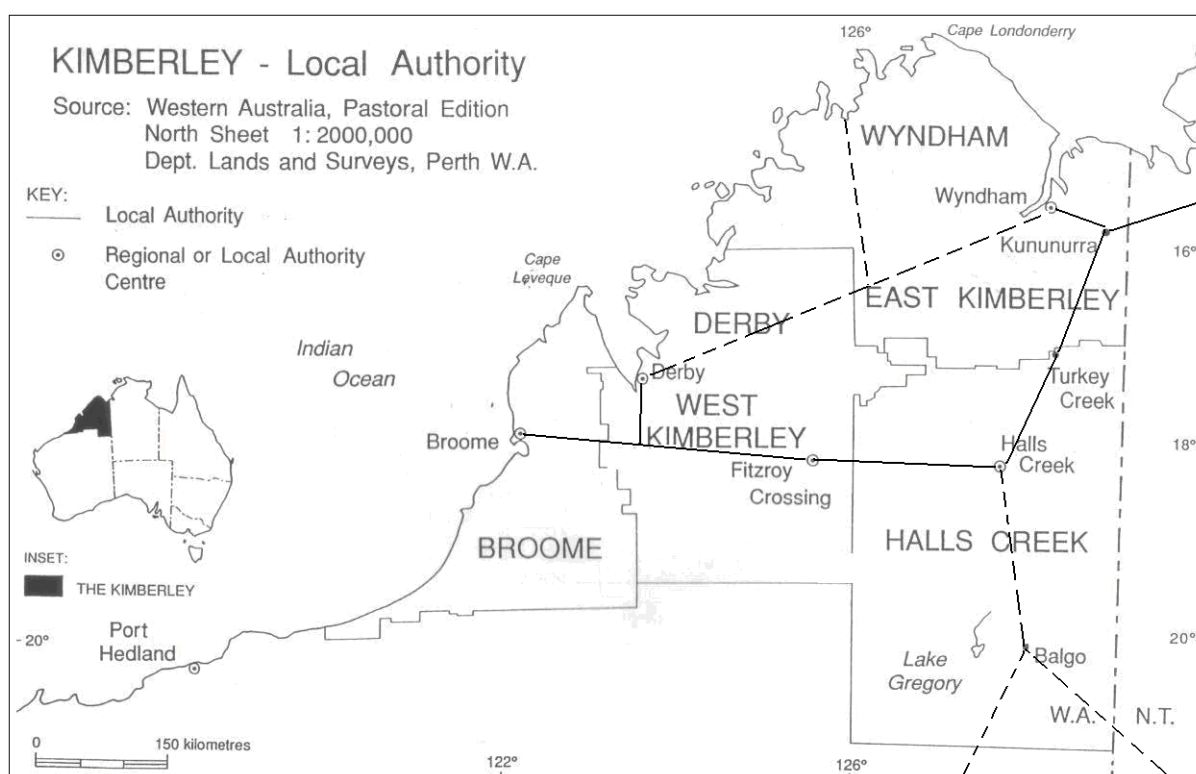 KIMBERLEY - Local Authority
Source: Western Australia, Pastoral Edition
North Sheet 1: 2000,000
Dept. Lands and Surveys, Perth W.A.
KEY:
Local Authority
Regional or Local Authority
Centre
126°
Cape Londonderry
WYNDHAM
Wyndham
Kununurra
16°
Cape
Leveque
EAST KIMBERLEY
DERBY
Indian
Ocean
Derby
Turkey
Creek
WEST
KIMBERLEY
Broome
Fitzroy
Crossing
Halls
Creek
18°
BROOME
HALLS CREEK
INSET:
THE KIMBERLEY
20°
Port
Hedland
Lake
Gregory
Balgo
20°
W.A.
N.T.
0
150 kilometres
122°
126°